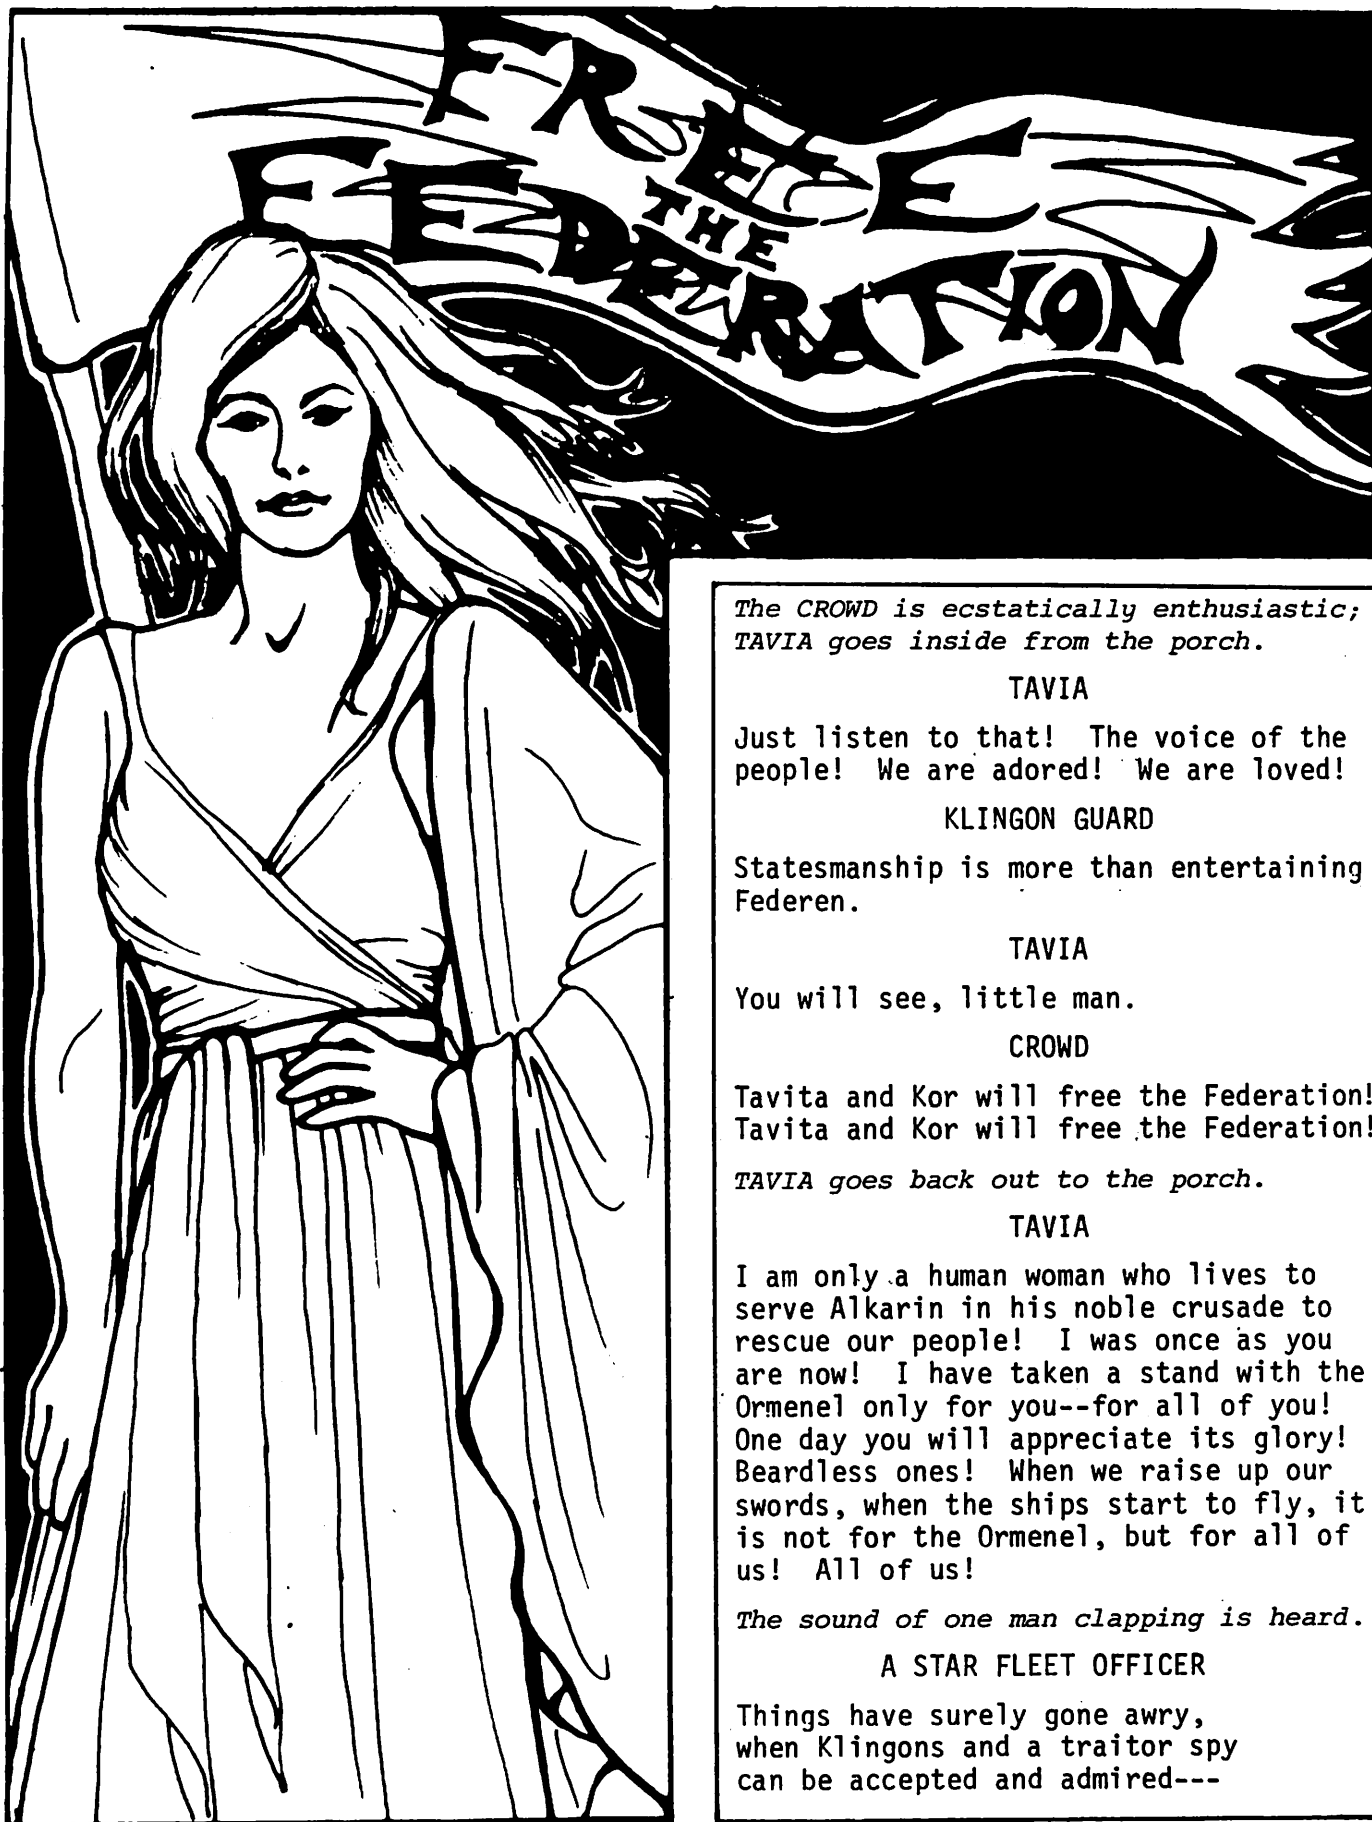 FREE
THE
FEDERATION
The CROWD is ecstatically enthusiastic;
TAVIA goes inside from the porch.
TAVIA
Just listen to that! The voice of the
people! We are adored! We are loved!
KLINGON GUARD
Statesmanship is more than entertaining
Federen.
TAVIA
You will see, little man.
CROWD
Tavita and Kor will free the Federation!
Tavita and Kor will free the Federation!
TAVIA goes back out to the porch.
TAVIA
I am only a human woman who lives to
serve Alkarin in his noble crusade to
rescue our people! I was once as you
are now! I have taken a stand with the
Ormenel only for you--for all of you!
One day you will appreciate its glory!
Beardless ones! When we raise up our
swords, when the ships start to fly, it
is not for the Ormenel, but for all of
us! All of us!
The sound of one man clapping is heard.
A STAR FLEET OFFICER
Things have surely gone awry,
when Klingons and a traitor spy
can be accepted and admired---